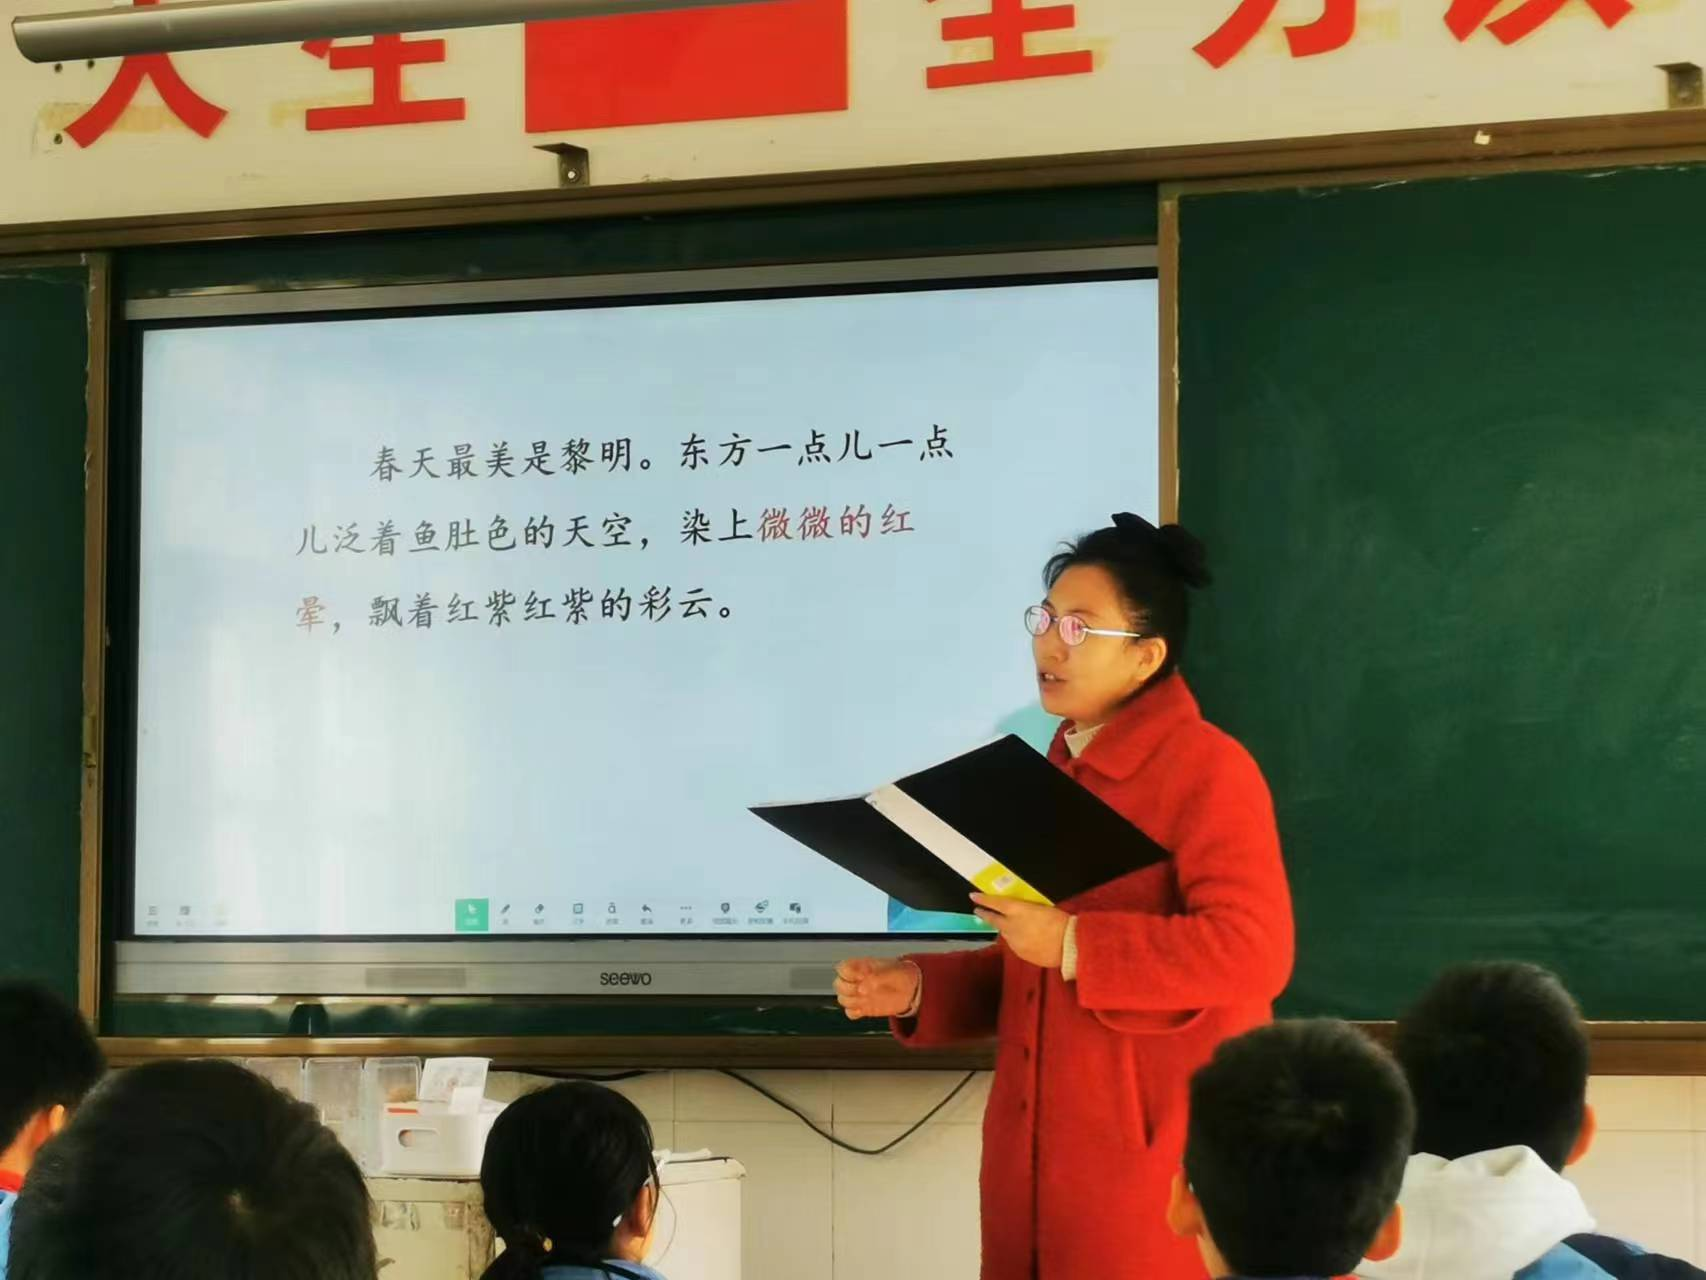 春天最美是黎明。东方一点儿一点
儿泛着鱼肚色的天空，染上微微的红
晕，飘着红紫红紫的彩云。
seewo